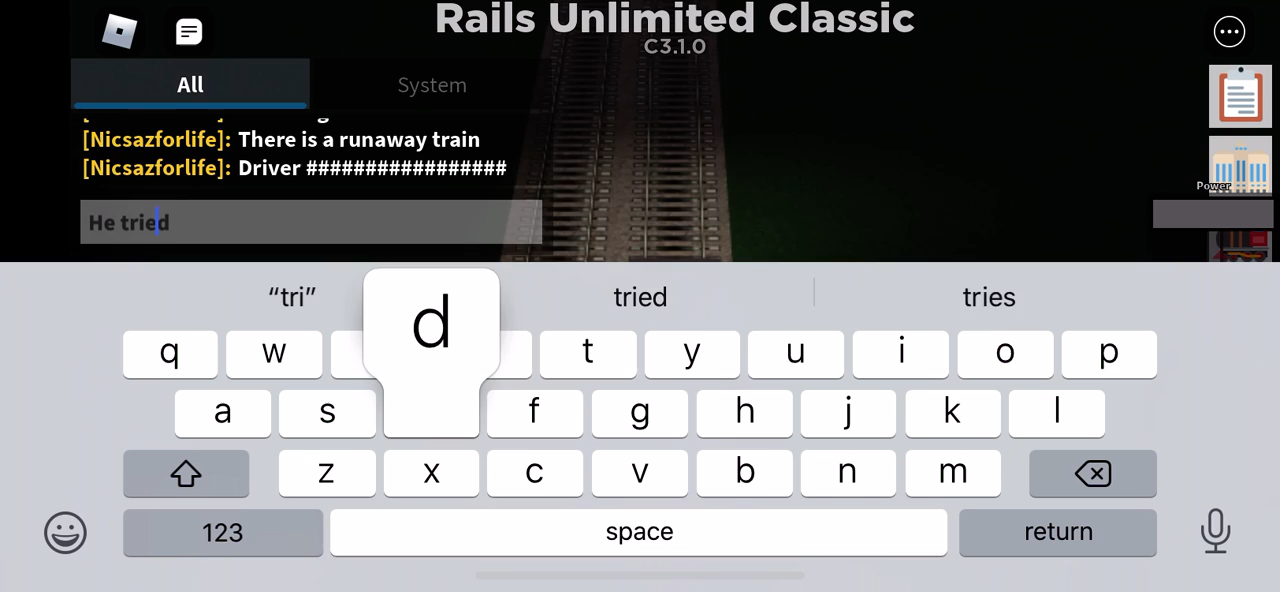 Rails Unlimited Classic
C3.1.0
All
System
[Nicsazforlife]: There is a runaway train
[Nicsazforlife]: Driver #################
He tried
Power
“tri”
tried
tries
d
q w t y u i o p
a s f g h j k l
z x c v b n m
123
space
return